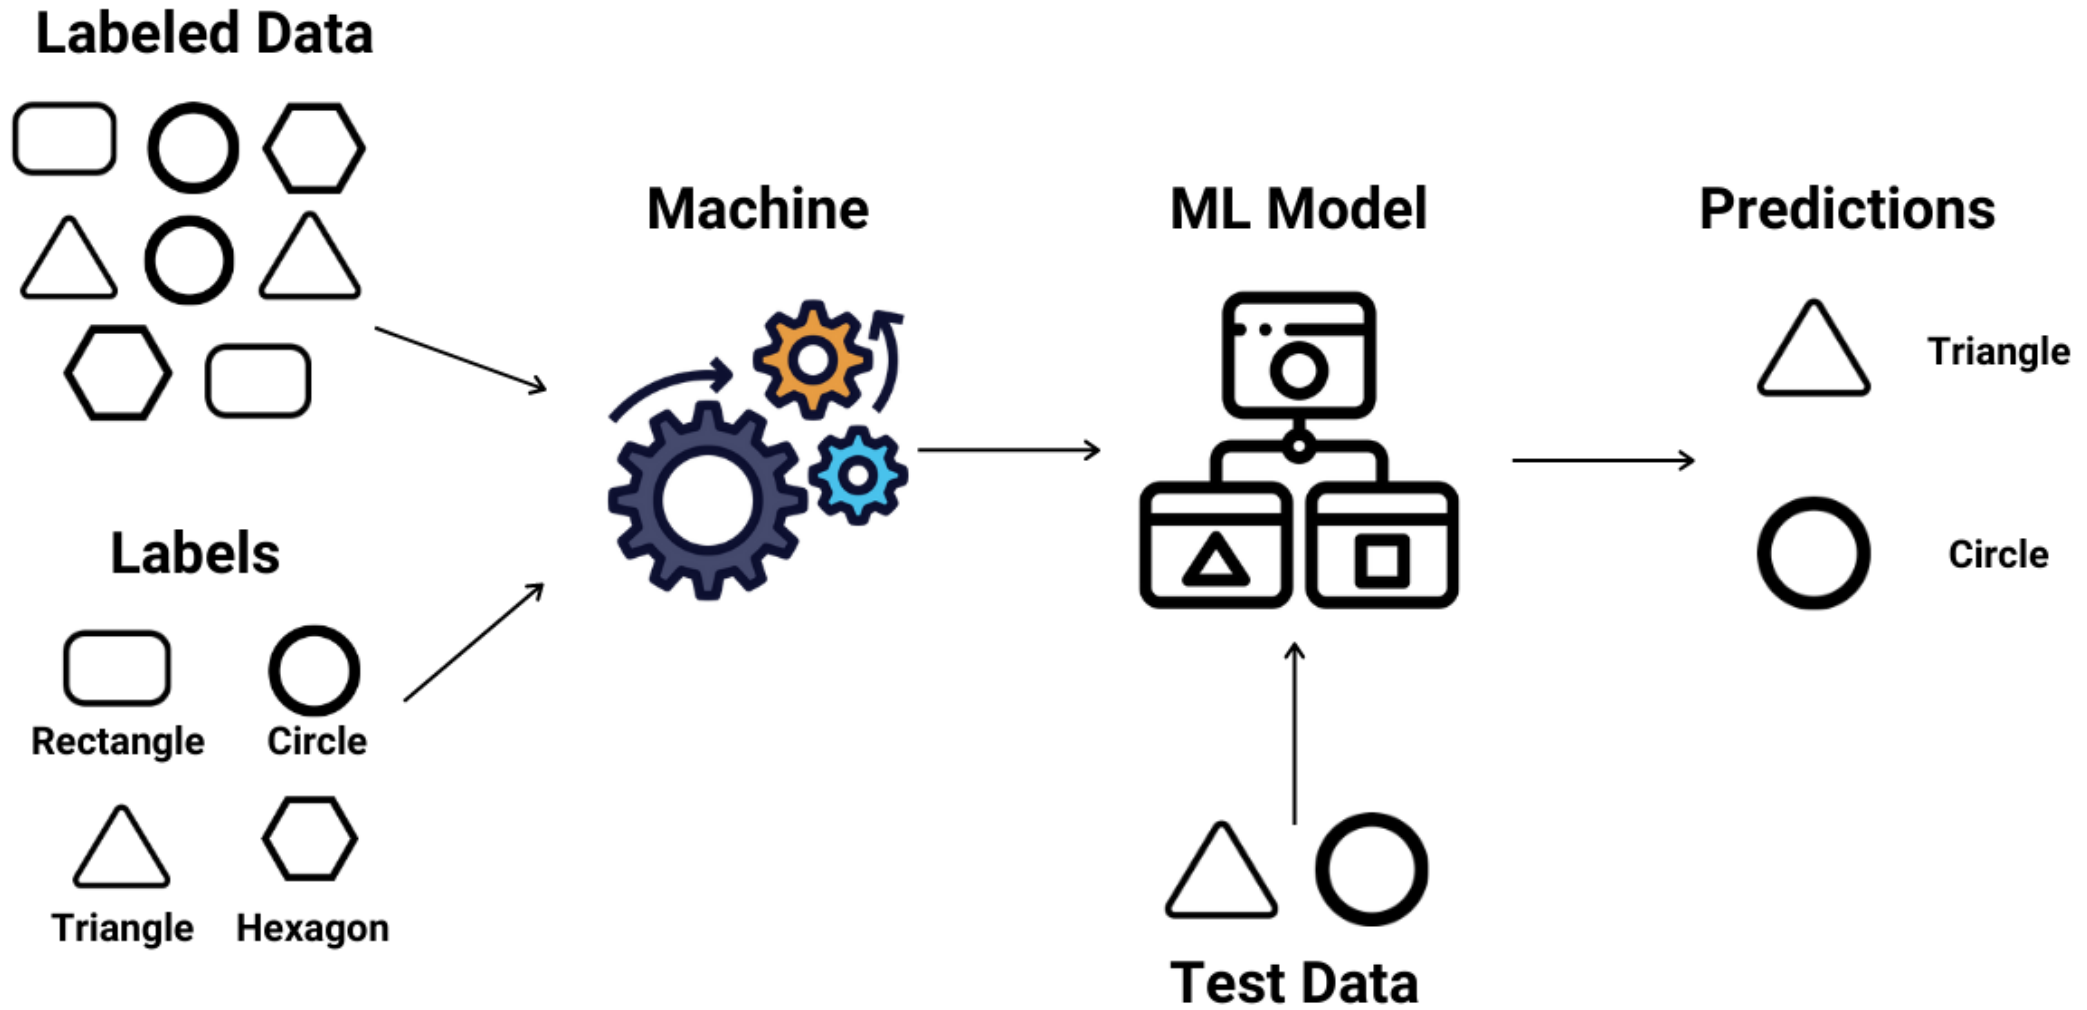 Labeled Data
Labels
Rectangle
Circle
Triangle
Hexagon
Machine
ML Model
Test Data
Predictions
Triangle
Circle